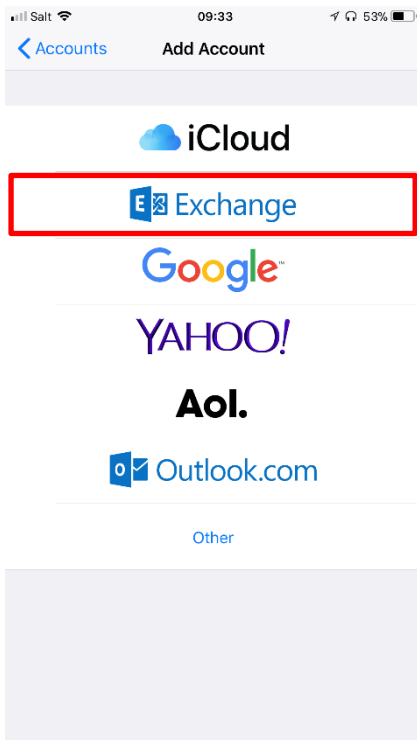 Salt 09:33 53%
Accounts Add Account
iCloud
E Exchange
Google
YAHOO!
Aol.
o Outlook.com
Other